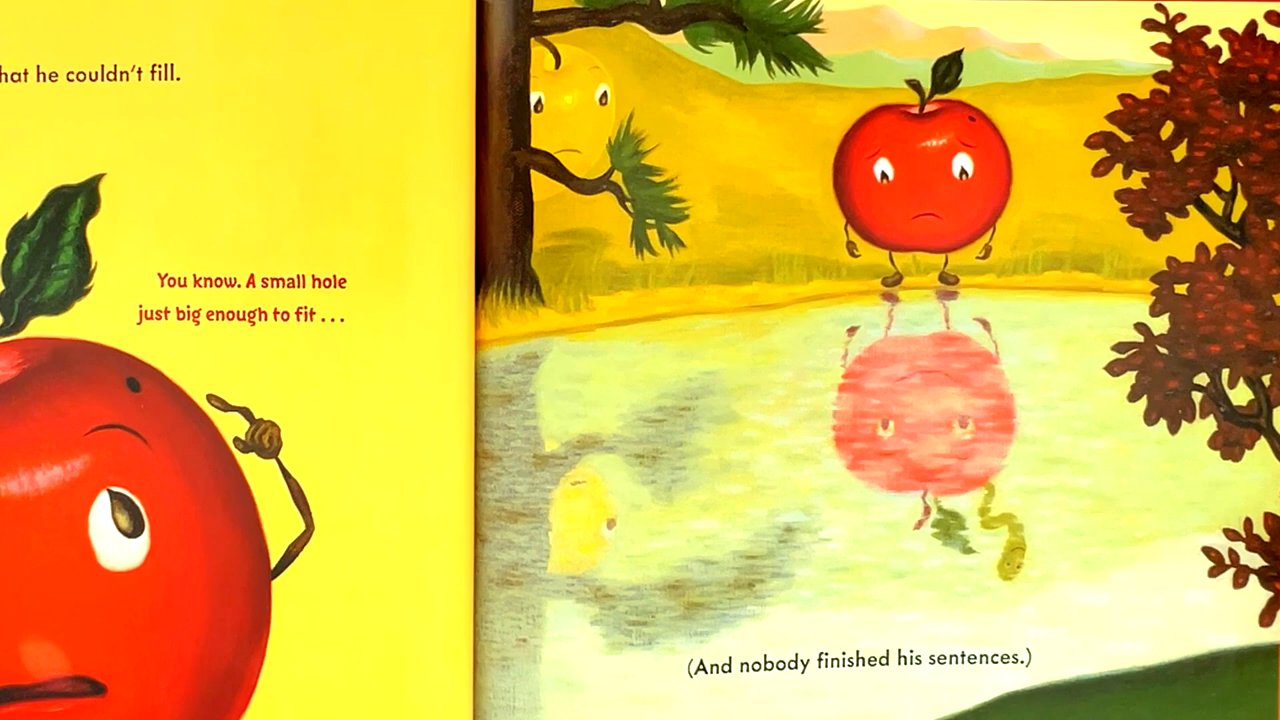 hat he couldn't fill.
You know. A small hole
just big enough to fit . . .
(And nobody finished his sentences.)